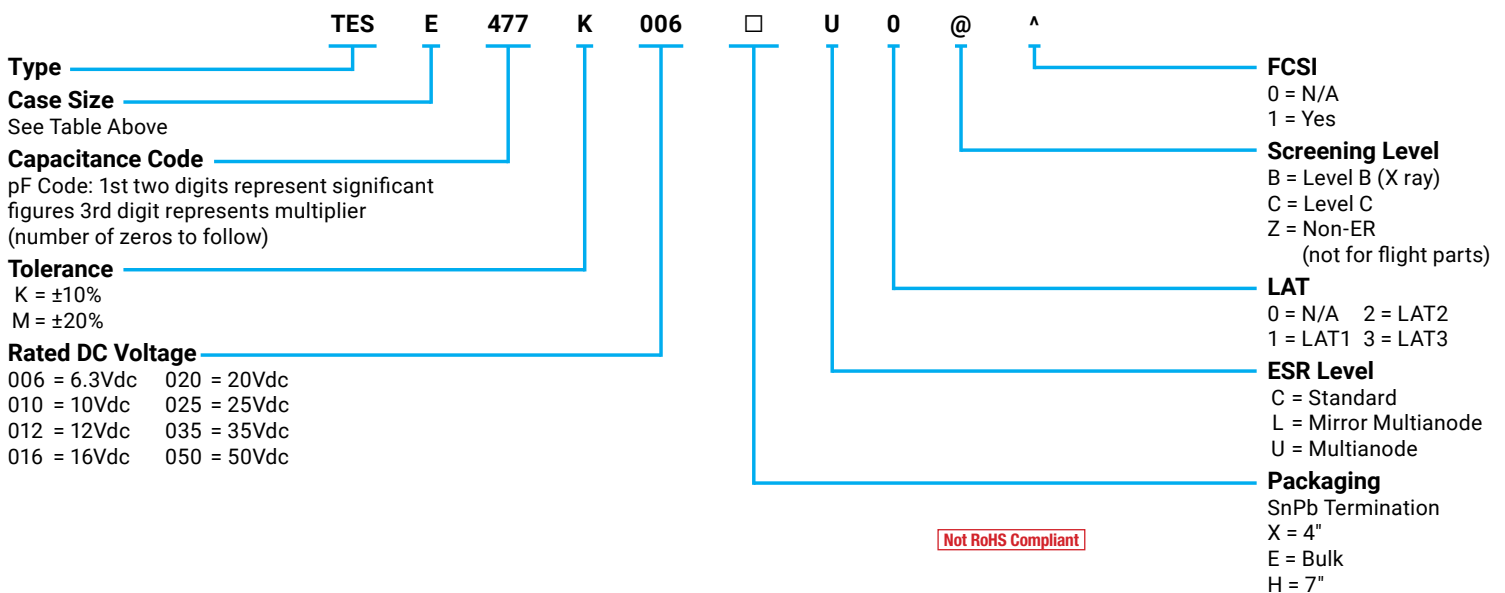 TES E 477 K 006 □ U 0 @ ^
Type
Case Size
See Table Above
Capacitance Code
pF Code: 1st two digits represent significant
figures 3rd digit represents multiplier
(number of zeros to follow)
Tolerance
K = ±10%
M = ±20%
Rated DC Voltage
006 = 6.3Vdc 020 = 20Vdc
010 = 10Vdc 025 = 25Vdc
012 = 12Vdc 035 = 35Vdc
016 = 16Vdc 050 = 50Vdc
FCSI
0 = N/A
1 = Yes
Screening Level
B = Level B (X ray)
C = Level C
Z = Non-ER
(not for flight parts)
LAT
0 = N/A 2 = LAT2
1 = LAT1 3 = LAT3
ESR Level
C = Standard
L = Mirror Multianode
U = Multianode
Packaging
SnPb Termination
X = 4"
E = Bulk
H = 7"
Not RoHS Compliant